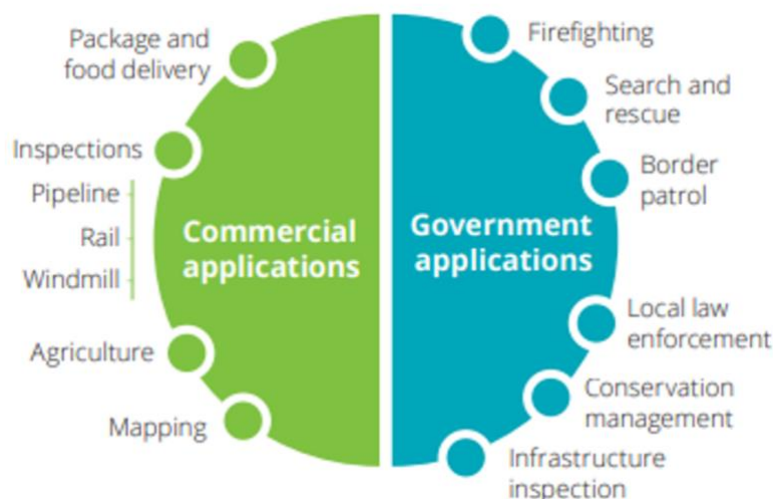 Package and
food delivery
Inspections
Pipeline
Rail
Windmill
Agriculture
Mapping
Commercial
applications
Government
applications
Firefighting
Search and
rescue
Border
patrol
Local law
enforcement
Conservation
management
Infrastructure
inspection